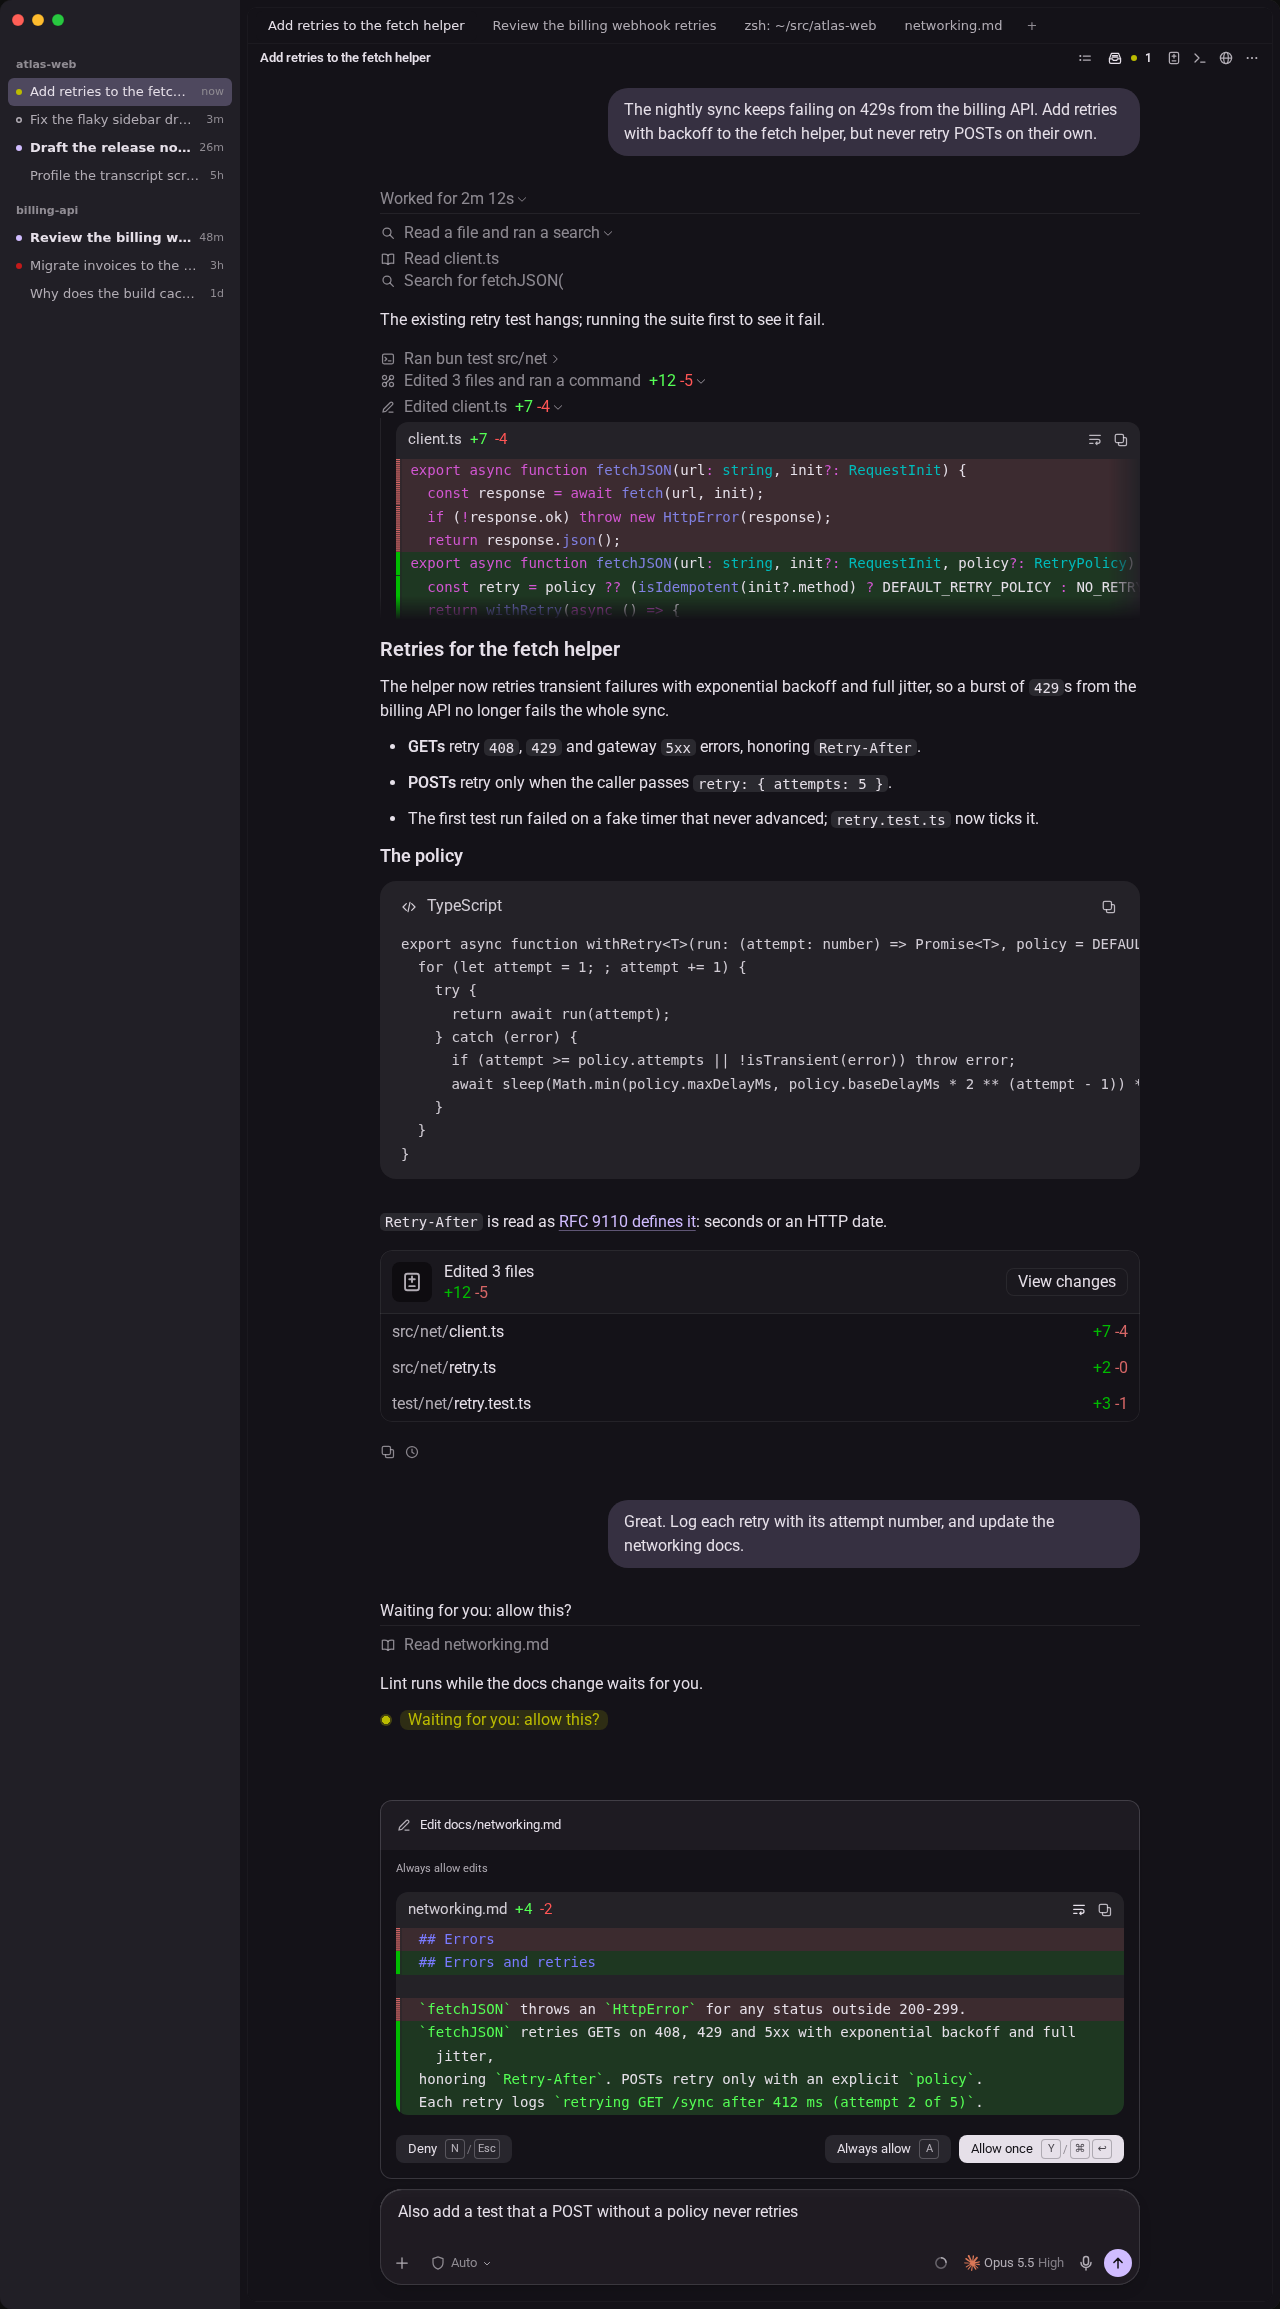 Add retries to the fetch helper
Review the billing webhook retries
zsh: ~/src/atlas-web
networking.md
+
atlas-web
Add retries to the fetc... now
Fix the flaky sidebar dr... 3m
Draft the release no... 26m
Profile the transcript scr... 5h
billing-api
Review the billing w... 48m
Migrate invoices to the ... 3h
Why does the build cac... 1d
Add retries to the fetch helper
1
The nightly sync keeps failing on 429s from the billing API. Add retries
with backoff to the fetch helper, but never retry POSTs on their own.
Worked for 2m 12s
Read a file and ran a search
Read client.ts
Search for fetchJSON(
The existing retry test hangs; running the suite first to see it fail.
Ran bun test src/net
Edited 3 files and ran a command +12 -5
Edited client.ts +7 -4
client.ts +7 -4
export async function fetchJSON(url: string, init?: RequestInit) {
const response = await fetch(url, init);
if (!response.ok) throw new HttpError(response);
return response.json();
export async function fetchJSON(url: string, init?: RequestInit, policy?: RetryPolicy)
const retry = policy ?? (isIdempotent(init?.method) ? DEFAULT_RETRY_POLICY : NO_RETR
return withRetry(async () => {
Retries for the fetch helper
The helper now retries transient failures with exponential backoff and full jitter, so a burst of 429s from the
billing API no longer fails the whole sync.
• GETs retry 408, 429 and gateway 5xx errors, honoring Retry-After.
• POSTs retry only when the caller passes retry: { attempts: 5 }.
• The first test run failed on a fake timer that never advanced; retry.test.ts now ticks it.
The policy
TypeScript
export async function withRetry<T>(run: (attempt: number) => Promise<T>, policy = DEFAUL
for (let attempt = 1; ; attempt += 1) {
try {
return await run(attempt);
} catch (error) {
if (attempt >= policy.attempts || !isTransient(error)) throw error;
await sleep(Math.min(policy.maxDelayMs, policy.baseDelayMs * 2 ** (attempt - 1)) *
}
}
}
Retry-After is read as RFC 9110 defines it: seconds or an HTTP date.
Edited 3 files
+12 -5
View changes
src/net/client.ts +7 -4
src/net/retry.ts +2 -0
test/net/retry.test.ts +3 -1
Great. Log each retry with its attempt number, and update the
networking docs.
Waiting for you: allow this?
Read networking.md
Lint runs while the docs change waits for you.
Waiting for you: allow this?
Edit docs/networking.md
Always allow edits
networking.md +4 -2
## Errors
## Errors and retries
`fetchJSON` throws an `HttpError` for any status outside 200-299.
`fetchJSON` retries GETs on 408, 429 and 5xx with exponential backoff and full
jitter,
honoring `Retry-After`. POSTs retry only with an explicit `policy`.
Each retry logs `retrying GET /sync after 412 ms (attempt 2 of 5)`.
Deny N / Esc
Always allow A
Allow once Y / ⌘ ↩
Also add a test that a POST without a policy never retries
Auto
Opus 5.5 High